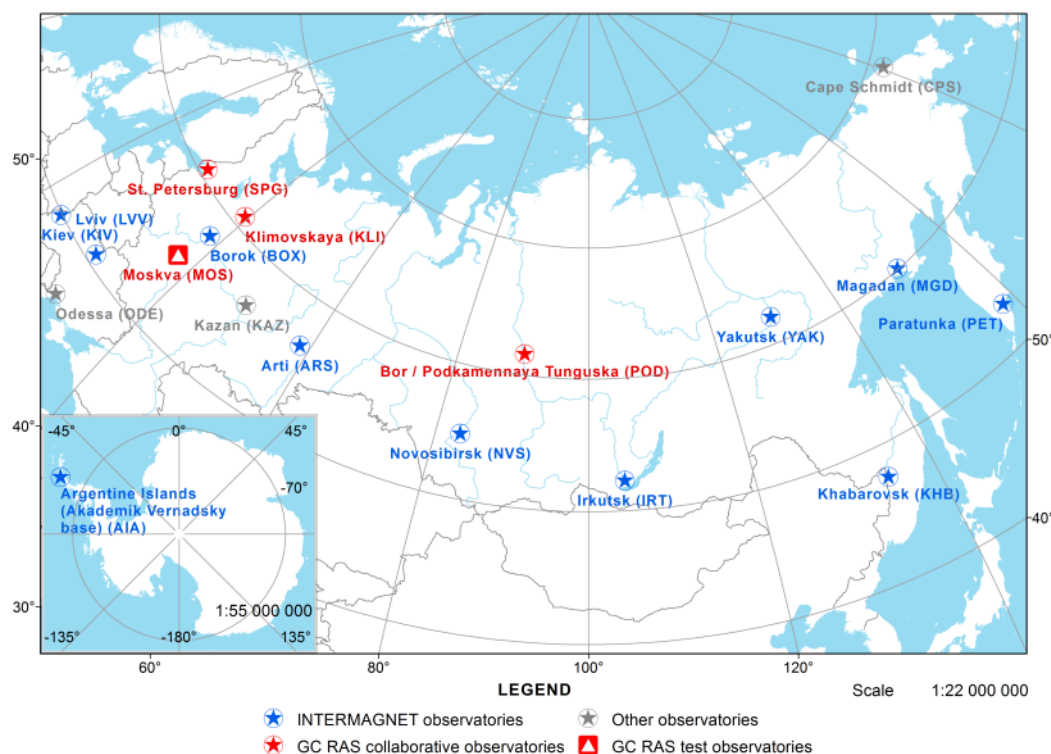 Cape Schmidt (CPS)
50°
St. Petersburg (SPG)
Lviv (LVV)
Kiev (KIV)
Klimovskaya (KLI)
Borok (BOX)
Moskva (MOS)
Magadan (MGD)
Odessa (ODE)
Kazan (KAZ)
Paratunka (PET)
Yakutsk (YAK)
50°
Arti (ARS)
Bor / Podkamennaya Tunguska (POD)
40°
-45°
0°
45°
Novosibirsk (NVS)
-70°
Argentine Islands
(Akademik Vernadsky
base) (AIA)
Irkutsk (IRT)
Khabarovsk (KHB)
40°
30°
1:55 000 000
-135°
-180°
135°
60°
80°
100°
120°
LEGEND
Scale 1:22 000 000
INTERMAGNET observatories
Other observatories
GC RAS collaborative observatories
GC RAS test observatories